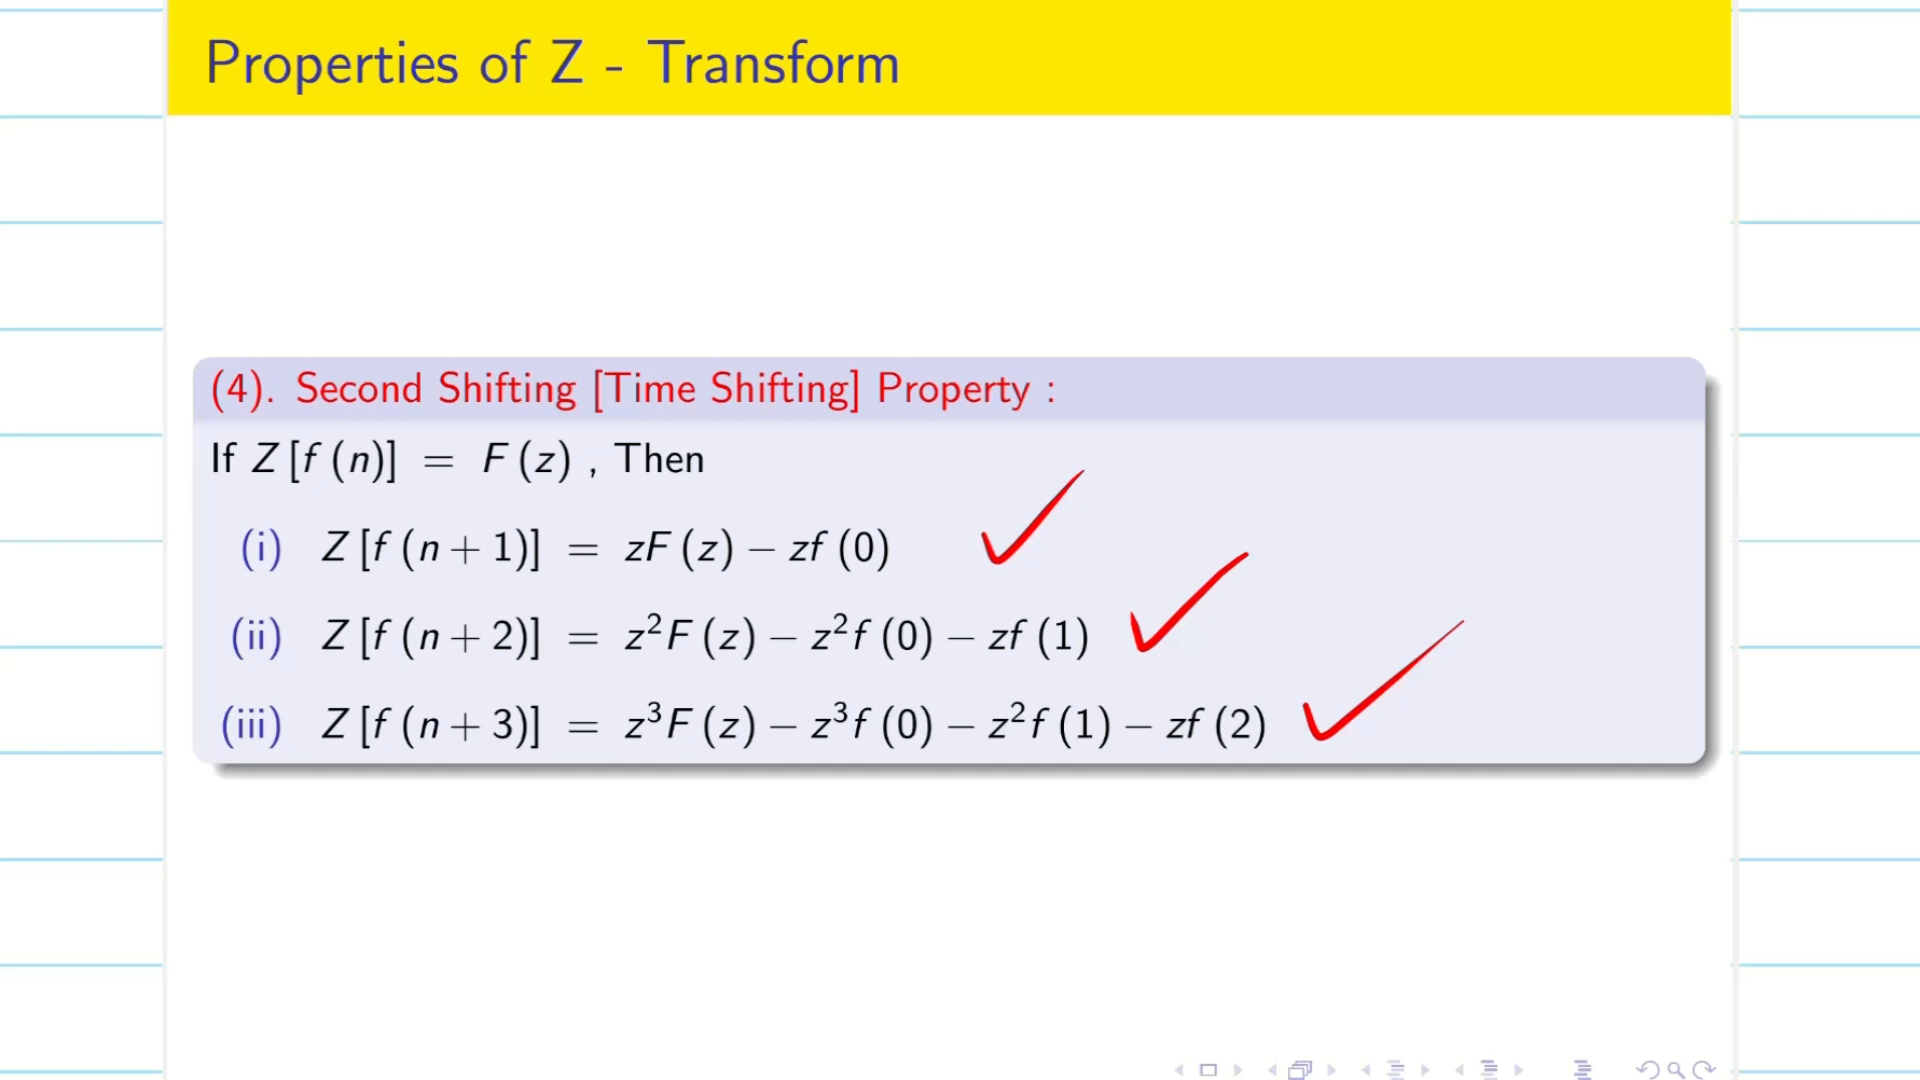 Properties of Z - Transform
(4). Second Shifting [Time Shifting] Property :
If Z [f (n)] = F (z) , Then
(i) Z [f (n + 1)] = zF (z) − zf (0)
(ii) Z [f (n + 2)] = z²F (z) − z²f (0) − zf (1)
(iii) Z [f (n + 3)] = z³F (z) − z³f (0) − z²f (1) − zf (2)